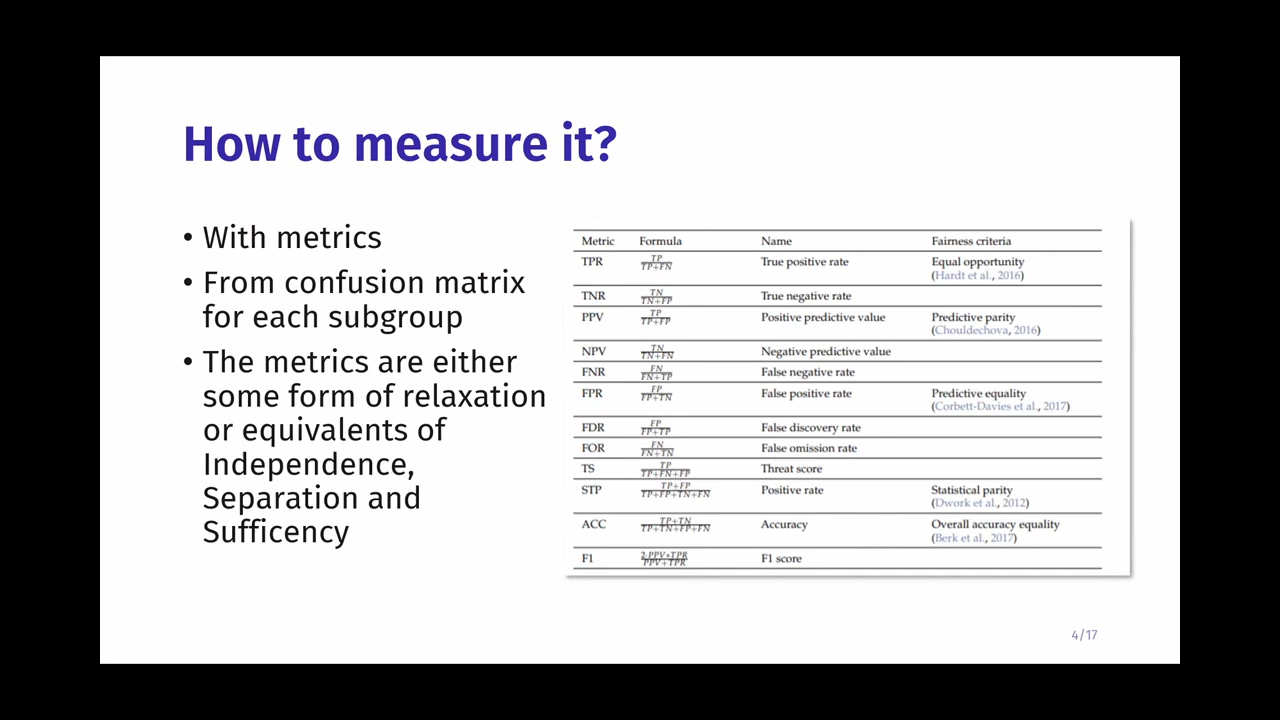 How to measure it?
• With metrics
• From confusion matrix
for each subgroup
• The metrics are either
some form of relaxation
or equivalents of
Independence,
Separation and
Sufficency
Metric Formula Name Fairness criteria
TPR TP/TP+FN True positive rate Equal opportunity
(Hardt et al., 2016)
TNR TN/TN+FP True negative rate
PPV TP/TP+FP Positive predictive value Predictive parity
(Chouldechova, 2016)
NPV TN/TN+FN Negative predictive value
FNR FN/FN+TP False negative rate
FPR FP/FP+TN False positive rate Predictive equality
(Corbett-Davies et al., 2017)
FDR FP/FP+TP False discovery rate
FOR FN/FN+TN False omission rate
TS TP/TP+FN+FP Threat score
STP TP+FP/TP+FP+TN+FN Positive rate Statistical parity
(Dwork et al., 2012)
ACC TP+TN/TP+TN+FP+FN Accuracy Overall accuracy equality
(Berk et al., 2017)
F1 2·PPV*TPR/PPV+TPR F1 score
4/17